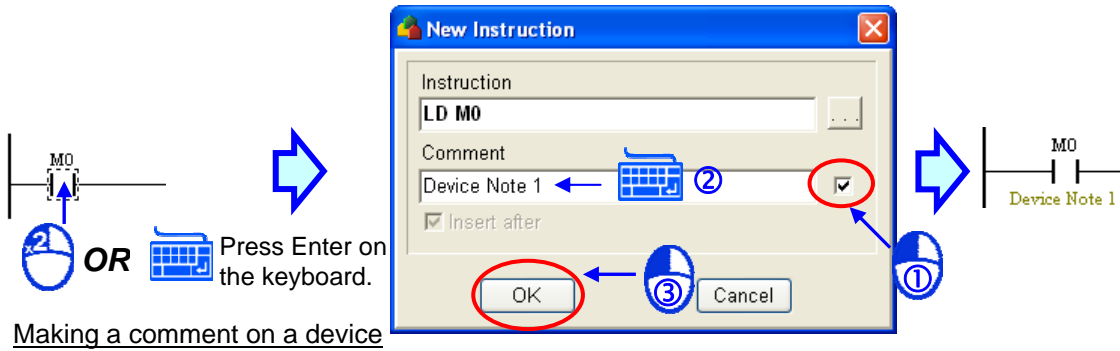 M0
x2
OR
Press Enter on
the keyboard.
Making a comment on a device
New Instruction
Instruction
LD M0
...
Comment
Device Note 1
②
Insert after
①
③
OK
Cancel
M0
Device Note 1